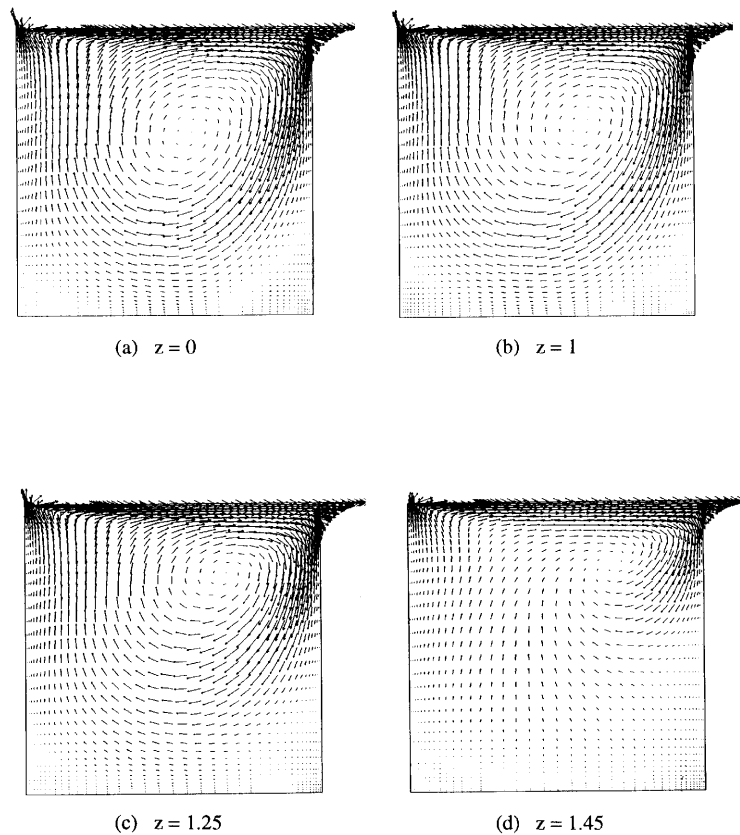 (a) z = 0
(b) z = 1
(c) z = 1.25
(d) z = 1.45